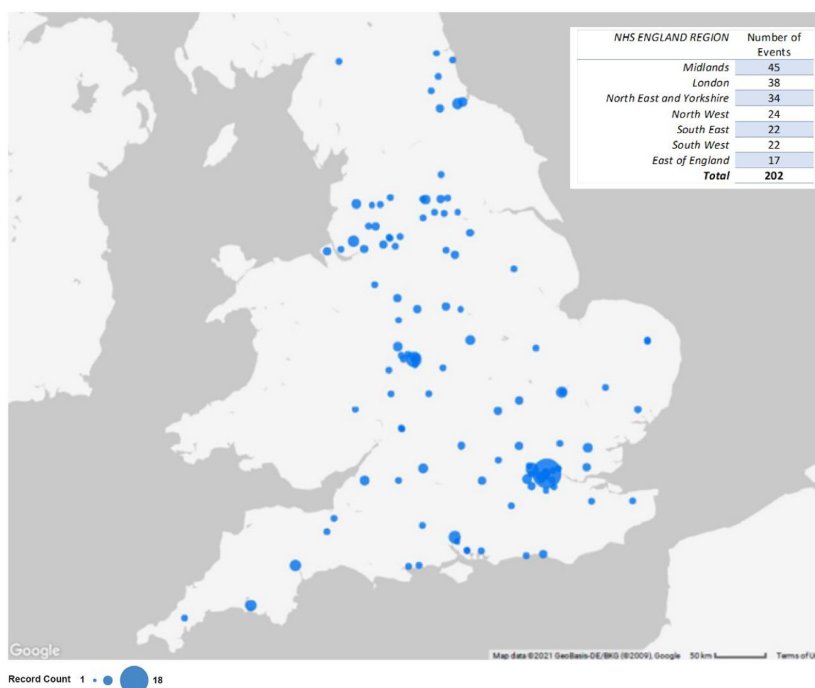 NHS ENGLAND REGION Number of
Events
Midlands 45
London 38
North East and Yorkshire 34
North West 24
South East 22
South West 22
East of England 17
Total 202
Google
Map data ©2021 GeoBasis-DE/BKG (©2009), Google 50 km Terms of U
Record Count 1 18